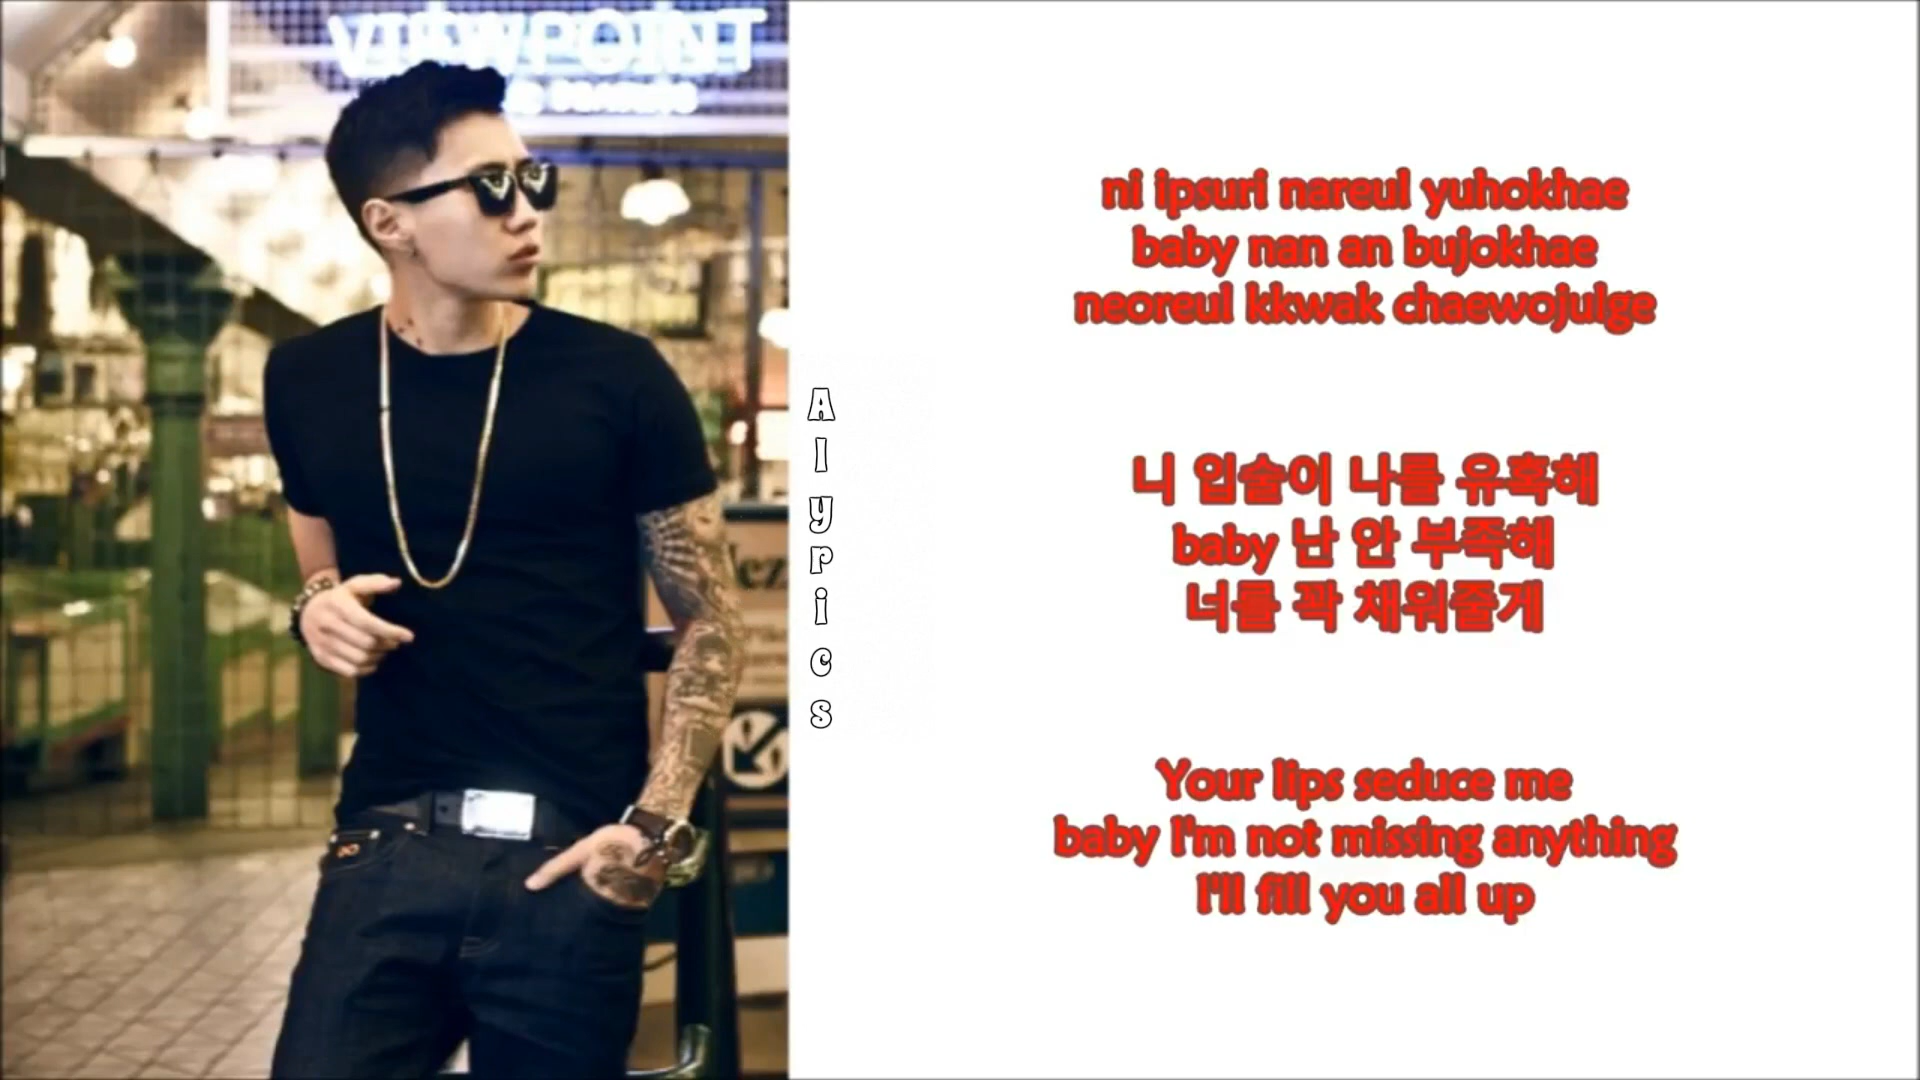 VIEWPOINT
A
l
y
p
i
c
s
ni ipsuri nareul yuhokhae
baby nan an bujokhae
neoreul kkwak chaewojulge
니 입술이 나를 유혹해
baby 난 안 부족해
너를 꽉 채워줄게
Your lips seduce me
baby I'm not missing anything
I'll fill you all up